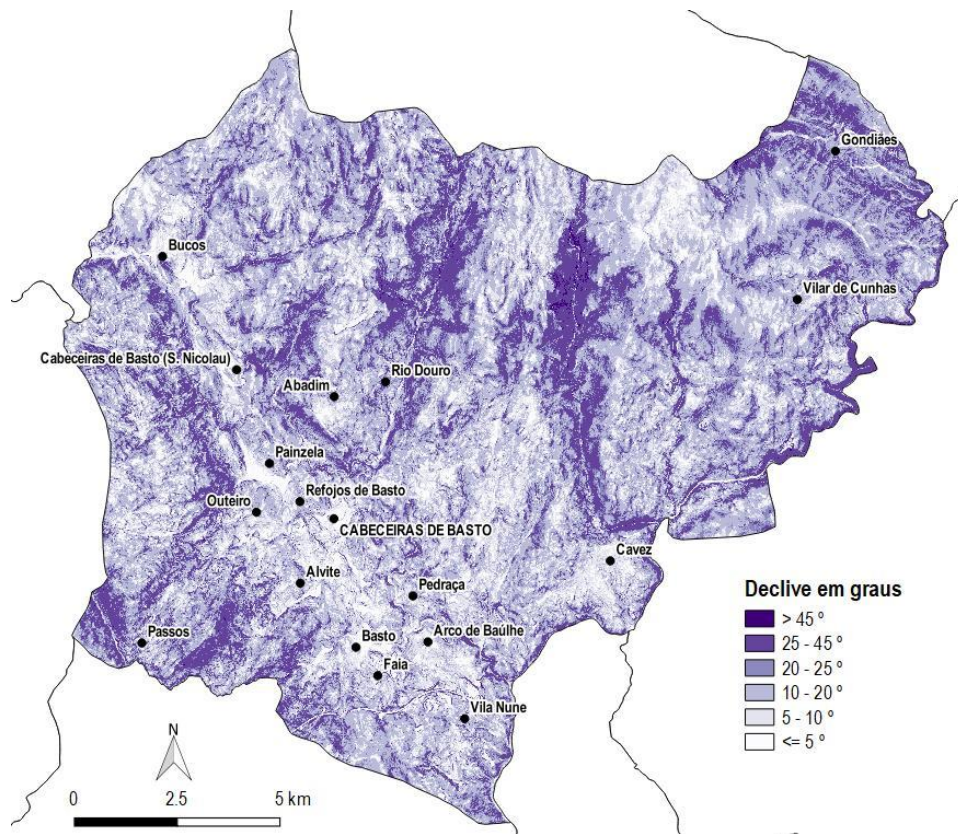 Gondiães
Bucos
Vilar de Cunhas
Cabeceiras de Basto (S. Nicolau)
Rio Douro
Abadim
Painzela
Refojos de Basto
Outeiro
CABECEIRAS DE BASTO
Cavez
Alvite
Pedraça
Declive em graus
> 45 º
25 - 45 º
20 - 25 º
10 - 20 º
5 - 10 º
<= 5 º
Passos
Basto
Arco de Baúlhe
Faia
Vila Nune
N
0 2.5 5 km